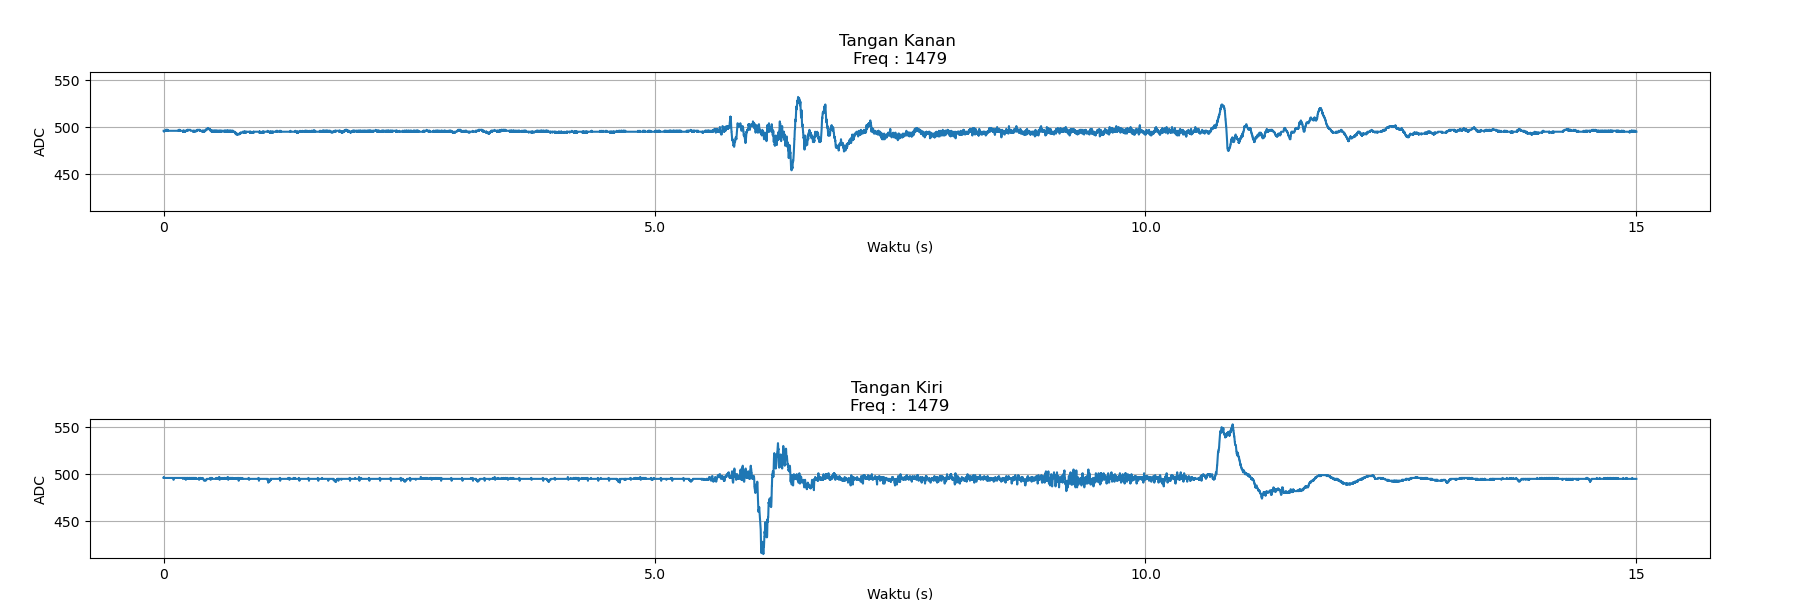 Tangan Kanan
Freq : 1479
550
500
450
ADC
0 5.0 10.0 15
Waktu (s)
Tangan Kiri
Freq :  1479
550
500
450
ADC
0 5.0 10.0 15
Waktu (s)